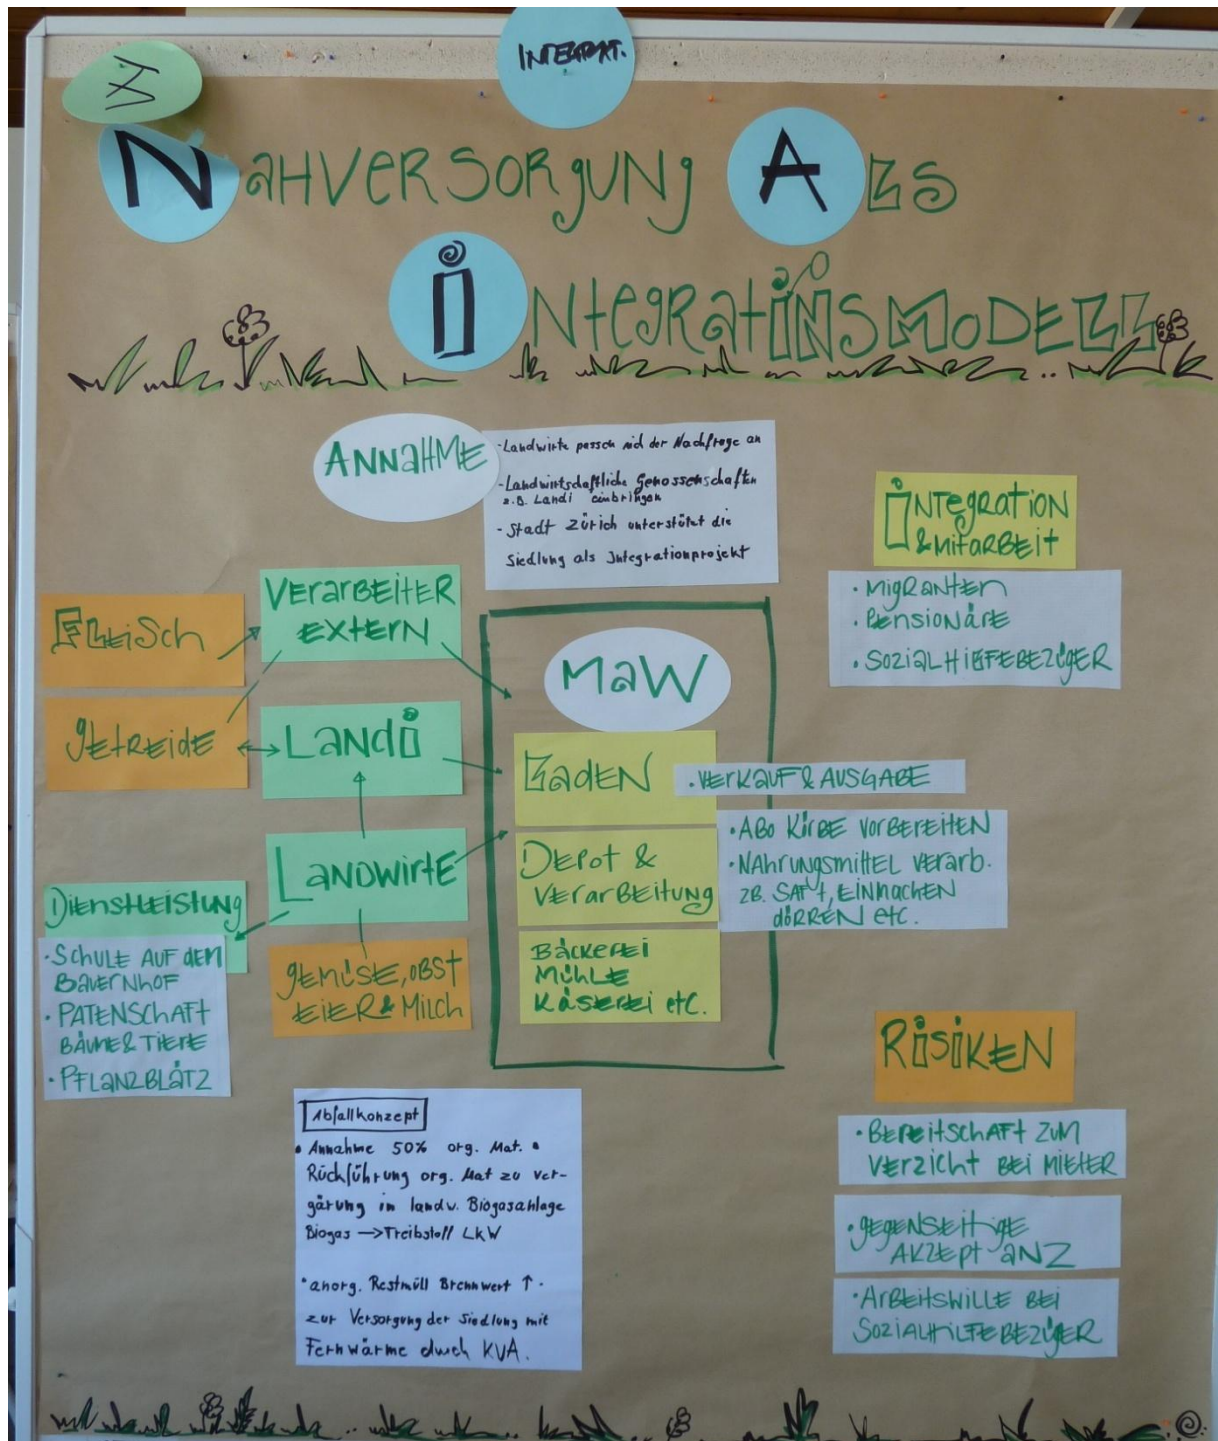 INTEGRAT.
NAHVERSORGUNG ALS
INTEGRATIONSMODELL
ANNAHME
- Landwirte passen sich der Nachfrage an
- Landwirtschaftliche Genossenschaften
z.B. Landi einbringen
- Stadt Zürich unterstützt die
Siedlung als Integrationprojekt
INTEGRATION
& MITARBEIT
• MIGRANTEN
• PENSIONÄRE
• SOZIALHILFEBEZÜGER
FLEISCH
GETREIDE
VERARBEITER
EXTERN
LANDI
LANDWIRTE
GEMÜSE, OBST
EIER & MILCH
DIENSTLEISTUNG
• SCHULE AUF DEM
BAUERNHOF
• PATENSCHAFT
BÄUME & TIERE
• PFLANZBLÄTZ
MaW
LADEN
• VERKAUF & AUSGABE
DEPOT &
VERARBEITUNG
• ABO KÖRBE VORBEREITEN
• NAHRUNGSMITTEL VERARB.
ZB. SAFT, EINMACHEN
DÖRREN ETC.
BÄCKEREI
MÜHLE
KÄSEREI ETC.
RISIKEN
• BEREITSCHAFT ZUM
VERZICHT BEI MIETER
• GEGENSEITIGE
AKZEPTANZ
• ARBEITSWILLE BEI
SOZIALHILFEBEZÜGER
Abfallkonzept
• Annahme 50% org. Mat. •
Rückführung org. Mat zu Ver-
gärung in landw. Biogasanlage
Biogas → Treibstoff LKW
• anorg. Restmüll Brennwert ↑ .
zur Versorgung der Siedlung mit
Fernwärme durch KVA.